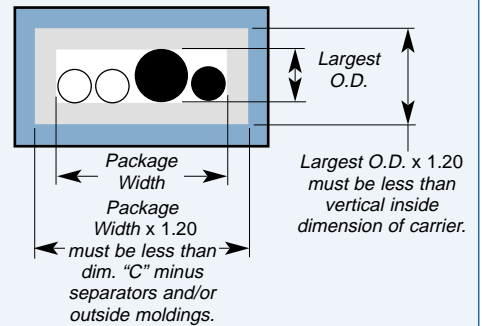 Largest
O.D.
Package
Width
Largest O.D. x 1.20
must be less than
vertical inside
dimension of carrier.
Package
Width x 1.20
must be less than
dim. “C” minus
separators and/or
outside moldings.